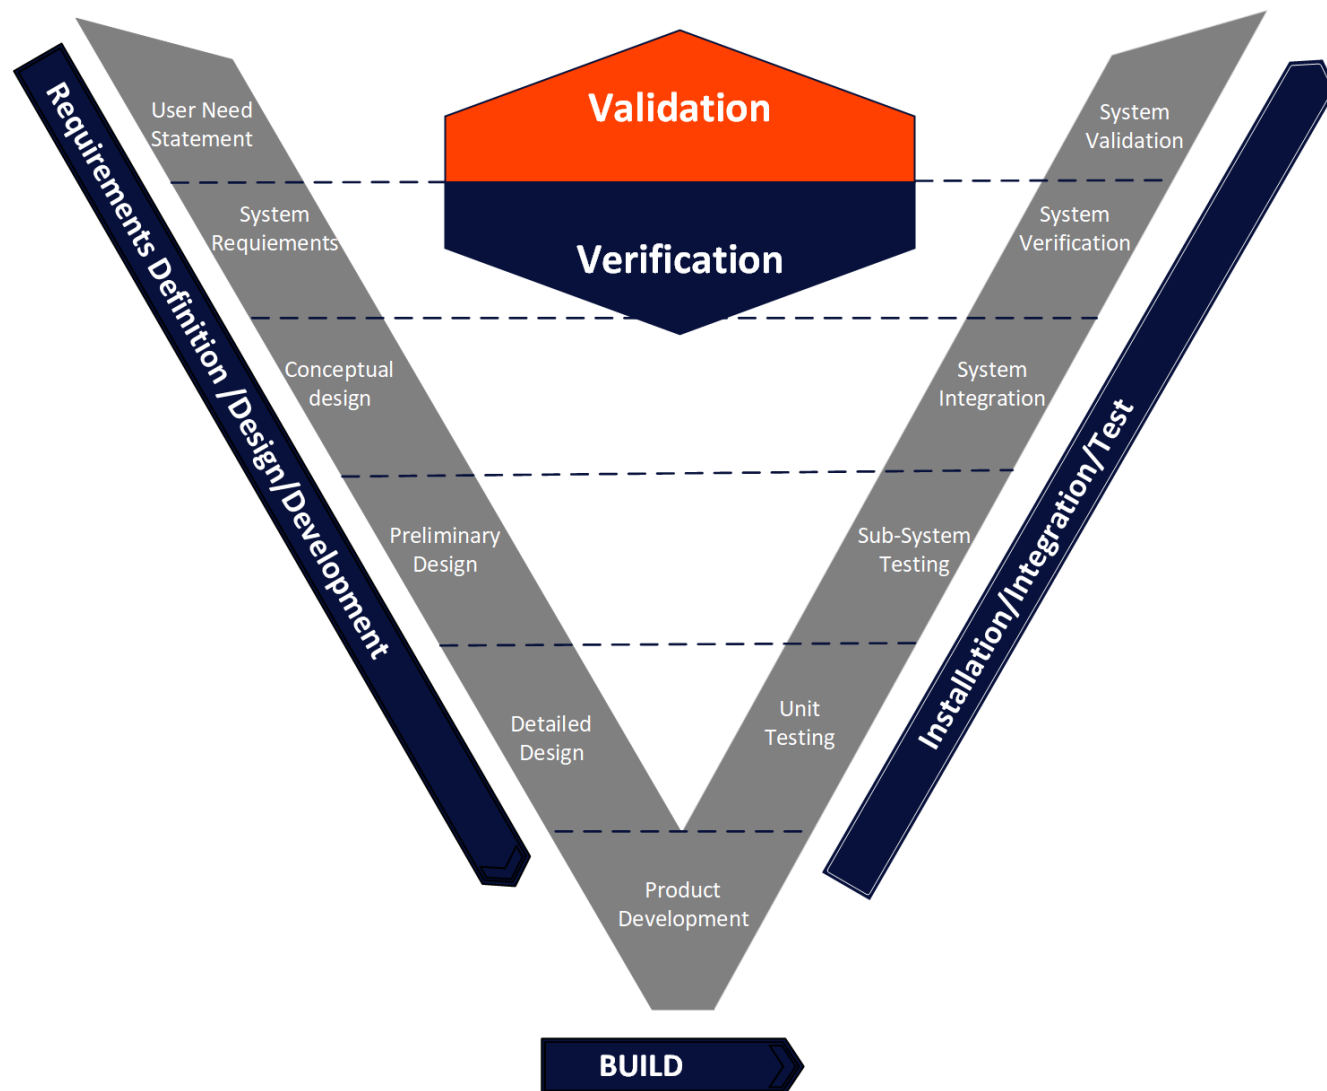 Requirements Definition /Design/Development
User Need
Statement
System
Requiements
Conceptual
design
Preliminary
Design
Detailed
Design
Product
Development
BUILD
Validation
Verification
System
Validation
System
Verification
System
Integration
Sub-System
Testing
Unit
Testing
Installation/Integration/Test